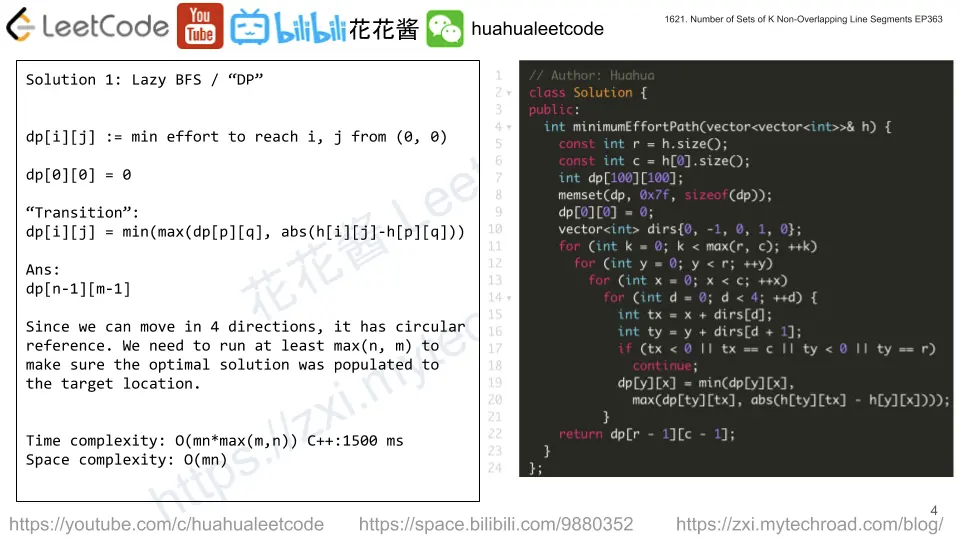 LeetCode
You
Tube
bilibili 花花酱
huahualeetcode
1621. Number of Sets of K Non-Overlapping Line Segments EP363
Solution 1: Lazy BFS / “DP”
dp[i][j] := min effort to reach i, j from (0, 0)
dp[0][0] = 0
“Transition”:
dp[i][j] = min(max(dp[p][q], abs(h[i][j]-h[p][q]))
Ans:
dp[n-1][m-1]
Since we can move in 4 directions, it has circular
reference. We need to run at least max(n, m) to
make sure the optimal solution was populated to
the target location.
Time complexity: O(mn*max(m,n)) C++:1500 ms
Space complexity: O(mn)
花花酱 Leet
https://zxi.mytec
1 // Author: Huahua
2 class Solution {
3 public:
4 int minimumEffortPath(vector<vector<int>>& h) {
5 const int r = h.size();
6 const int c = h[0].size();
7 int dp[100][100];
8 memset(dp, 0x7f, sizeof(dp));
9 dp[0][0] = 0;
10 vector<int> dirs{0, -1, 0, 1, 0};
11 for (int k = 0; k < max(r, c); ++k)
12 for (int y = 0; y < r; ++y)
13 for (int x = 0; x < c; ++x)
14 for (int d = 0; d < 4; ++d) {
15 int tx = x + dirs[d];
16 int ty = y + dirs[d + 1];
17 if (tx < 0 || tx == c || ty < 0 || ty == r)
18 continue;
19 dp[y][x] = min(dp[y][x],
20 max(dp[ty][tx], abs(h[ty][tx] - h[y][x])));
21 }
22 return dp[r - 1][c - 1];
23 }
24 };
4
https://youtube.com/c/huahualeetcode
https://space.bilibili.com/9880352
https://zxi.mytechroad.com/blog/